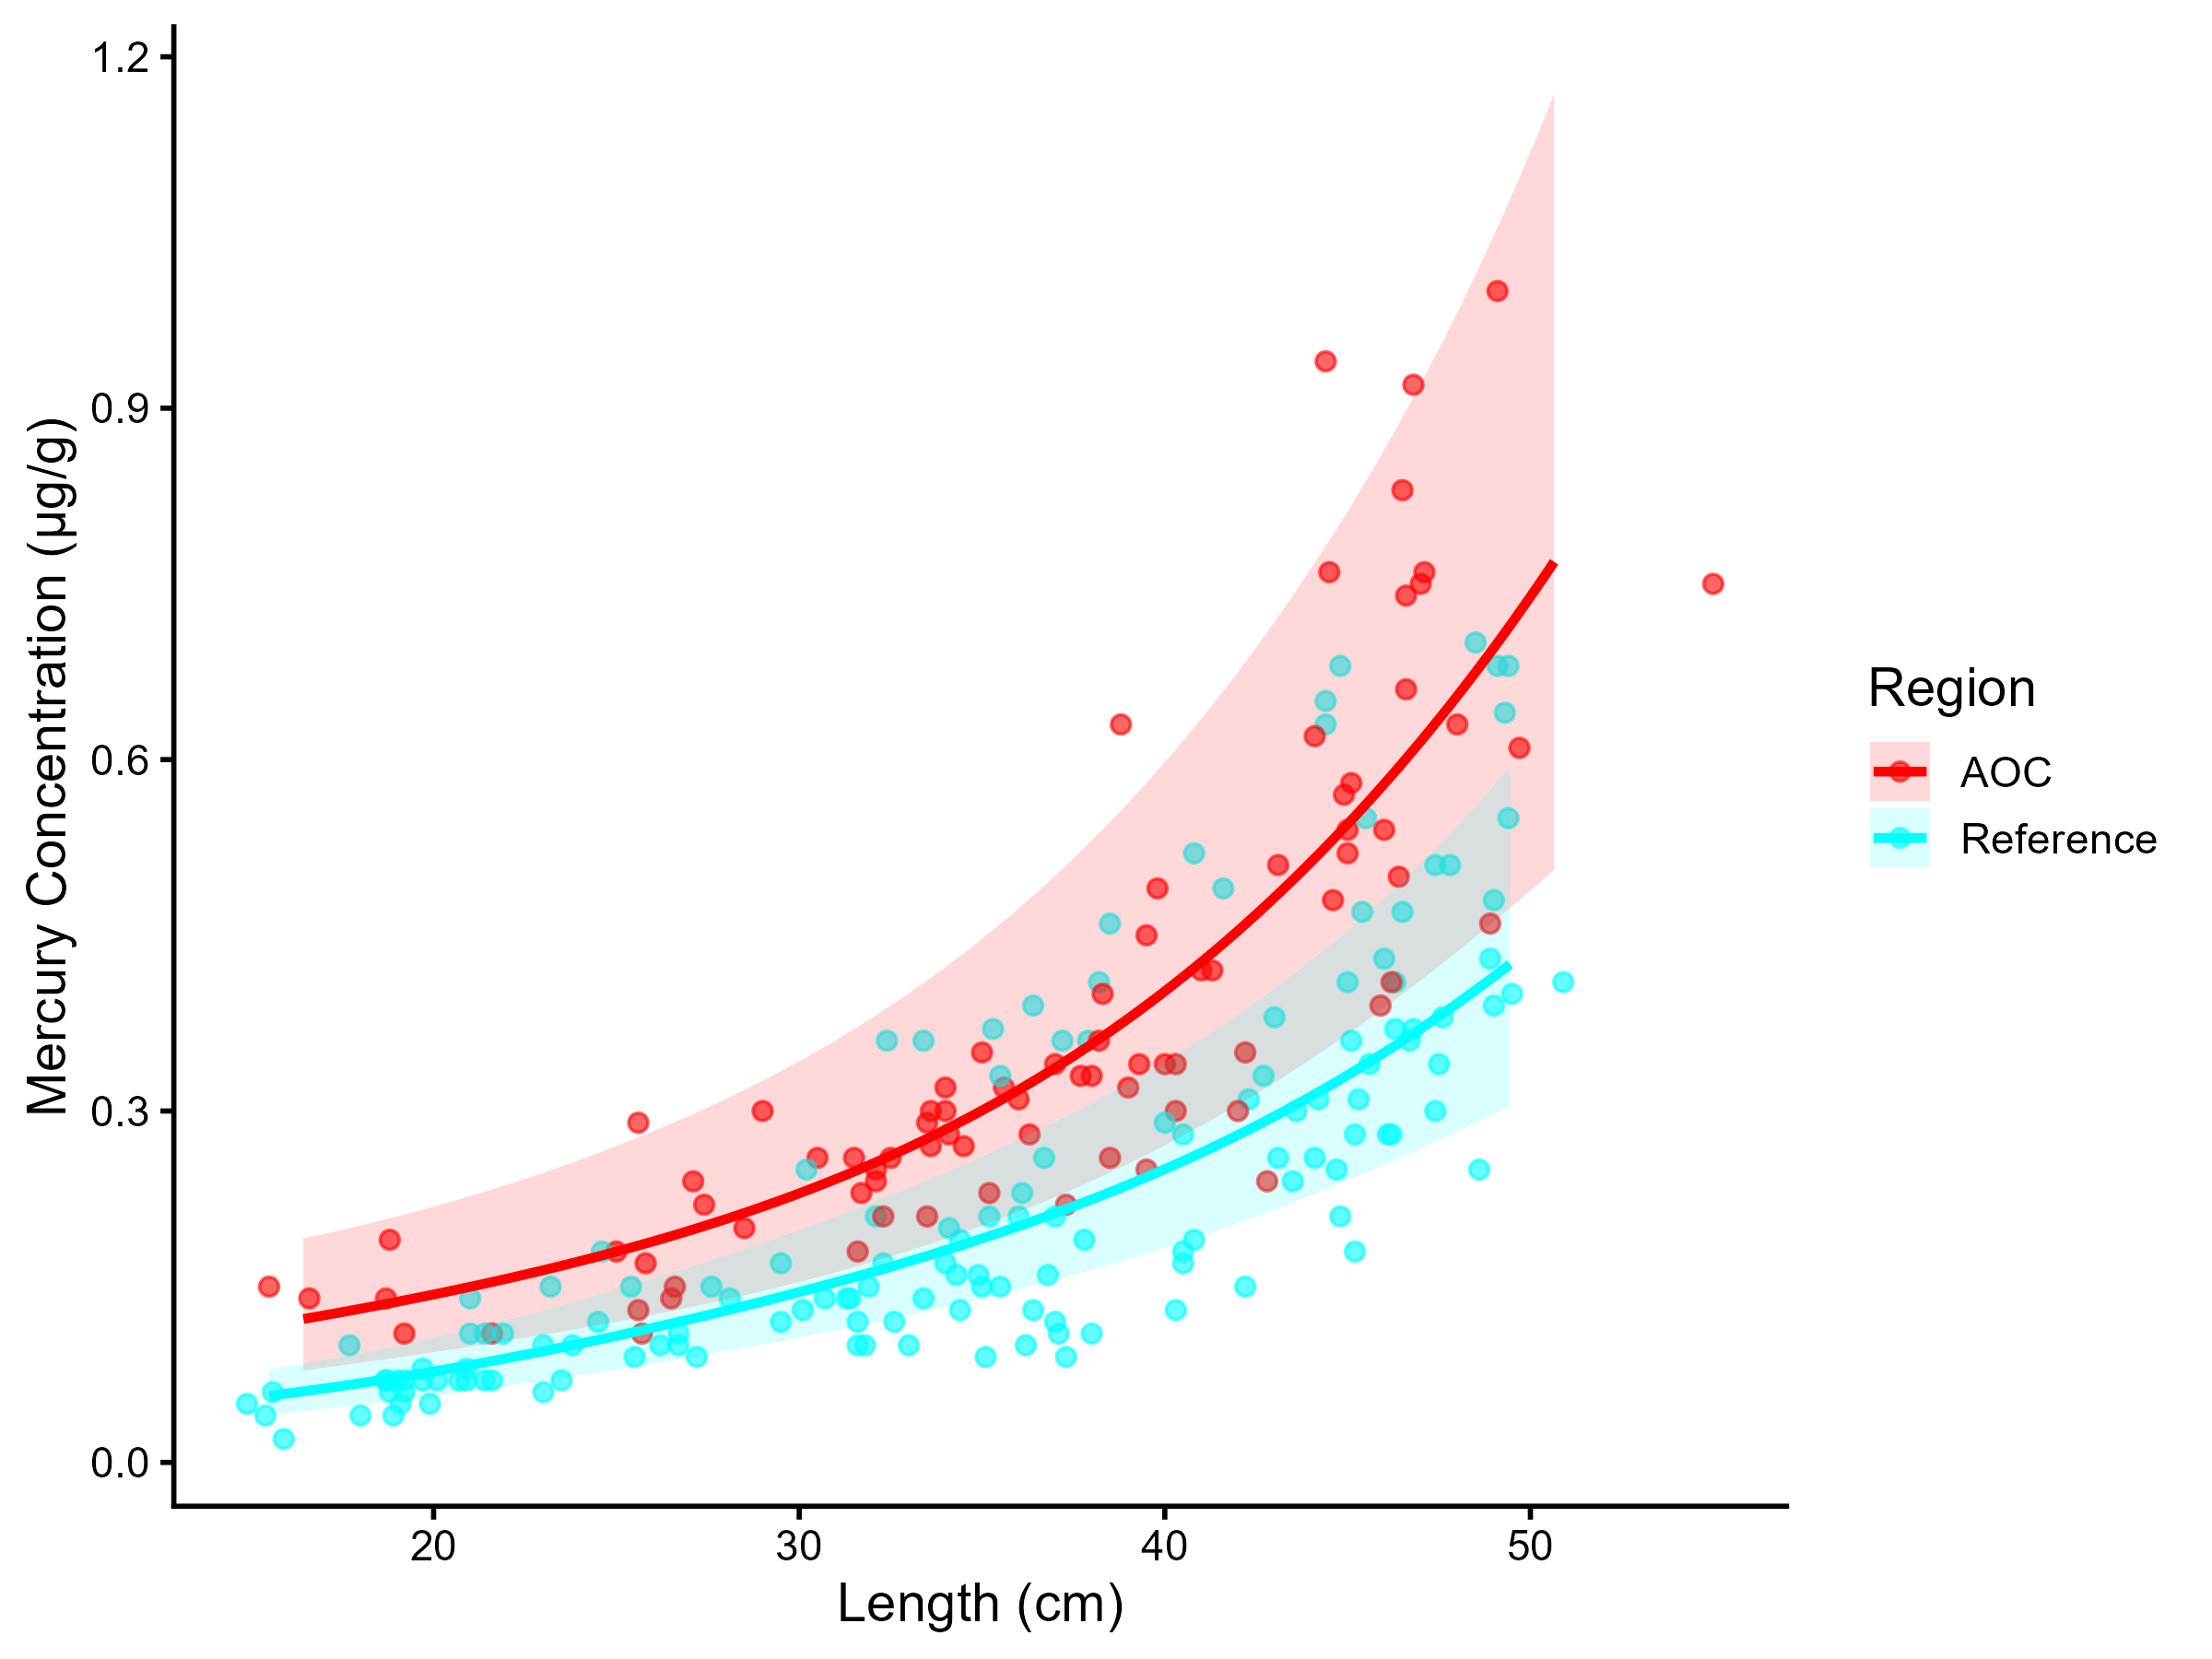 1.2
0.9
0.6
0.3
0.0
Mercury Concentration (µg/g)
20 30 40 50
Length (cm)
Region
AOC
Reference